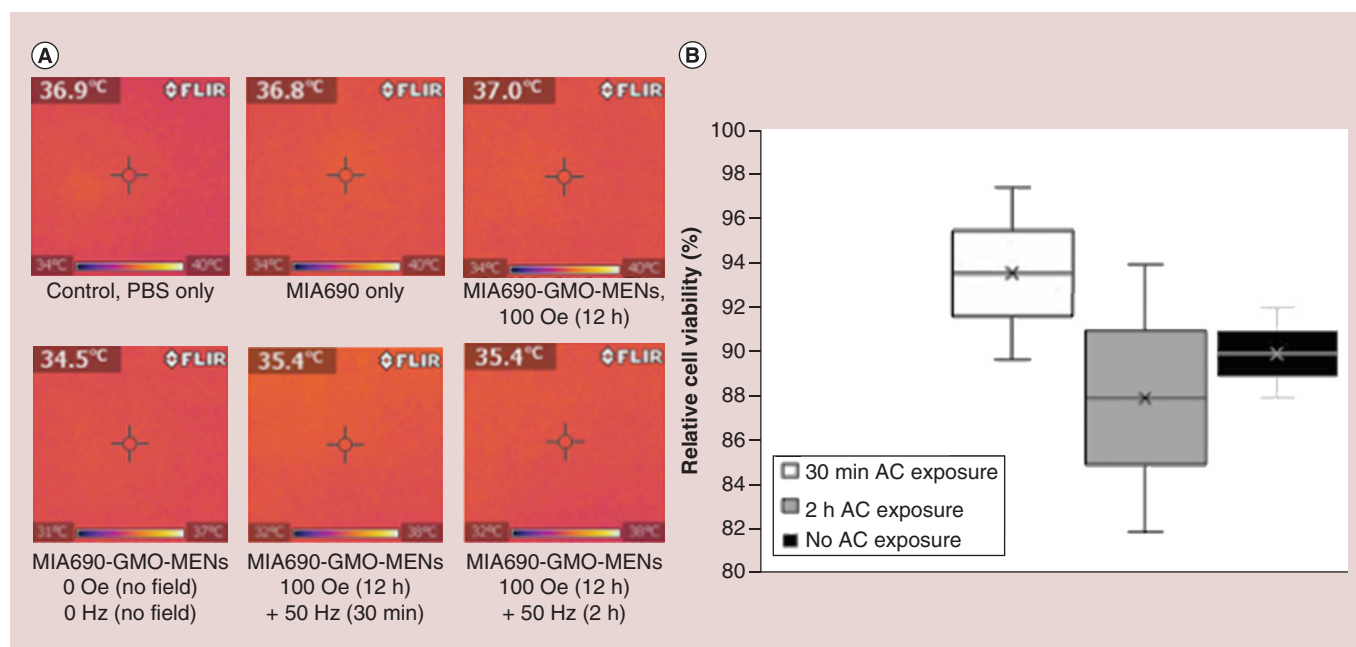 A
36.9°C FLIR
34°C 40°C
Control, PBS only
36.8°C FLIR
34°C 40°C
MIA690 only
37.0°C FLIR
34°C 40°C
MIA690-GMO-MENs,
100 Oe (12 h)
34.5°C FLIR
31°C 37°C
MIA690-GMO-MENs
0 Oe (no field)
0 Hz (no field)
35.4°C FLIR
32°C 38°C
MIA690-GMO-MENs
100 Oe (12 h)
+ 50 Hz (30 min)
35.4°C FLIR
32°C 38°C
MIA690-GMO-MENs
100 Oe (12 h)
+ 50 Hz (2 h)
B
Relative cell viability (%)
100
98
96
94
92
90
88
86
84
82
80
30 min AC exposure
2 h AC exposure
No AC exposure